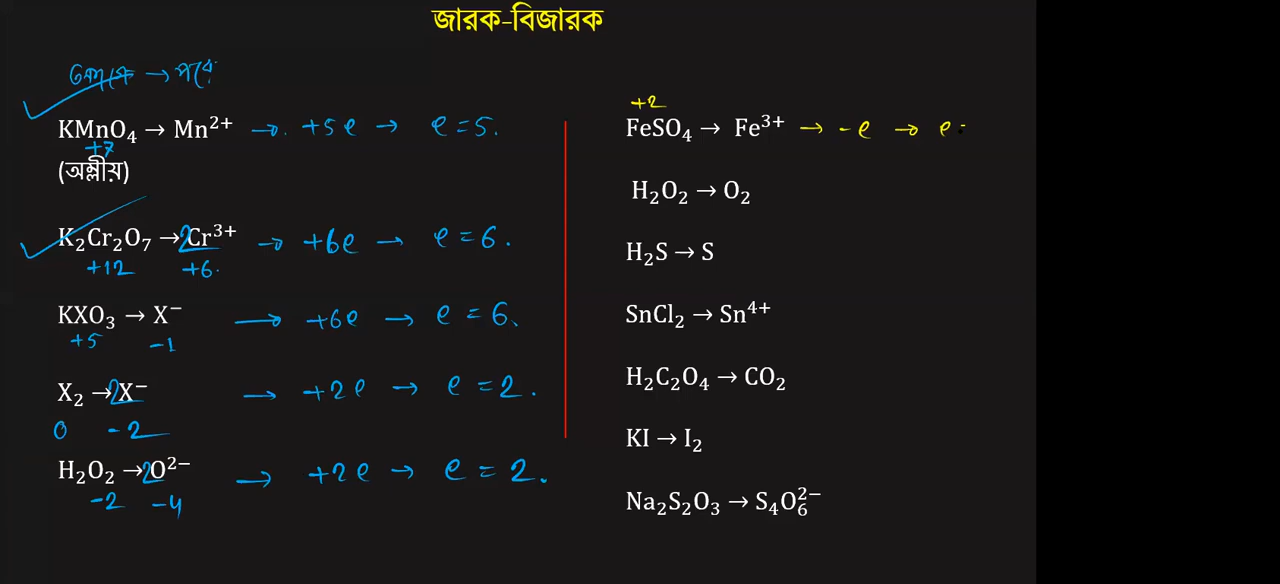 জারক-বিজারক
→ পরে
KMnO₄ → Mn²⁺ → +5e → e = 5.
+7
(অম্লীয়)
K₂Cr₂O₇ → 2Cr³⁺ → +6e → e = 6.
+12 +6
KXO₃ → X⁻ → +6e → e = 6
+5 -1
X₂ → 2X⁻ → +2e → e = 2.
0 -2
H₂O₂ → 2O²⁻ → +2e → e = 2.
-2 -4
+2
FeSO₄ → Fe³⁺ → -e → e =
H₂O₂ → O₂
H₂S → S
SnCl₂ → Sn⁴⁺
H₂C₂O₄ → CO₂
KI → I₂
Na₂S₂O₃ → S₄O₆²⁻